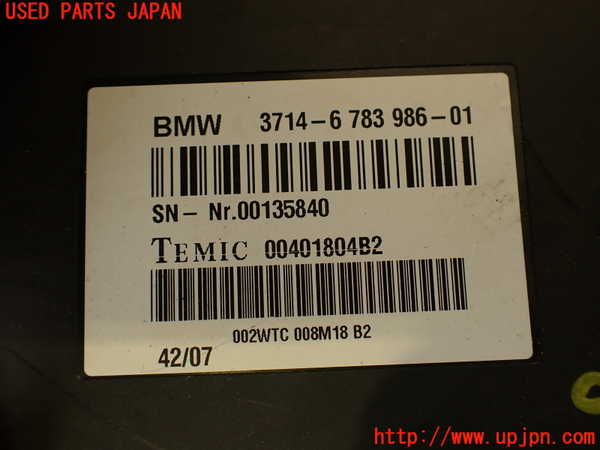 USED PARTS JAPAN
BMW 3714-6 783 986-01
SN- Nr.00135840
TEMIC 00401804B2
002WTC 008M18 B2
42/07
http://www.upjpn.com/